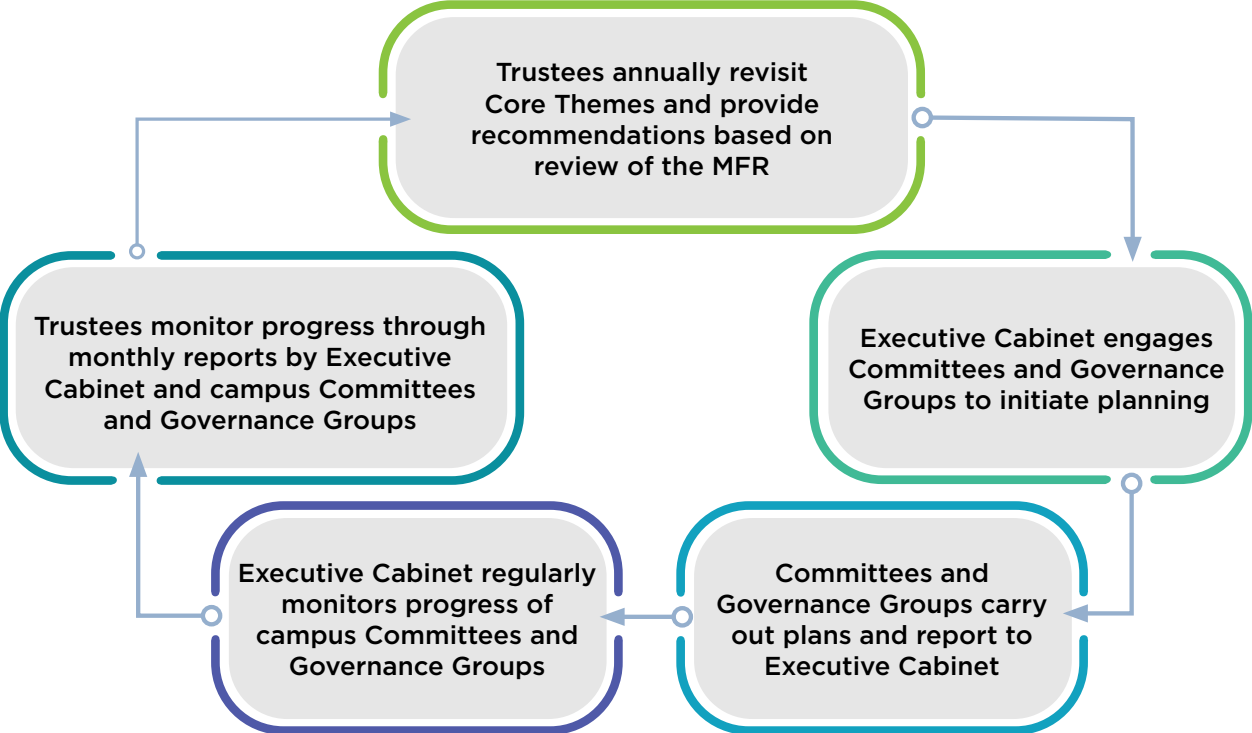 Trustees annually revisit
Core Themes and provide
recommendations based on
review of the MFR
Executive Cabinet engages
Committees and Governance
Groups to initiate planning
Committees and
Governance Groups carry
out plans and report to
Executive Cabinet
Executive Cabinet regularly
monitors progress of
campus Committees and
Governance Groups
Trustees monitor progress through
monthly reports by Executive
Cabinet and campus Committees
and Governance Groups